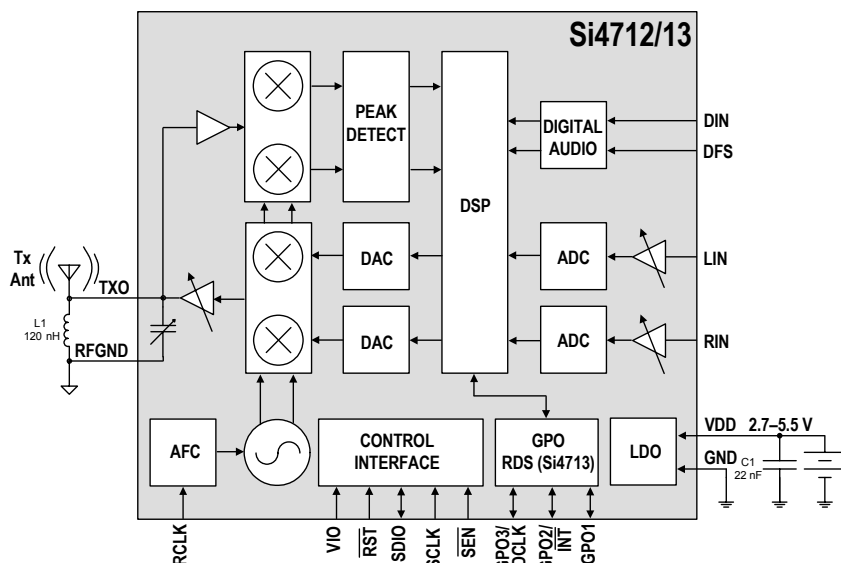 Si4712/13
PEAK
DETECT
DIGITAL
AUDIO
DIN
DFS
DSP
DAC
ADC
LIN
Tx
Ant
TXO
L1
120 nH
RFGND
DAC
ADC
RIN
AFC
CONTROL
INTERFACE
GPO
RDS (Si4713)
LDO
VDD 2.7–5.5 V
GND
C1
22 nF
RCLK
VIO
RST
SDIO
SCLK
SEN
GPO3/
DCLK
GPO2/
INT
GPO1